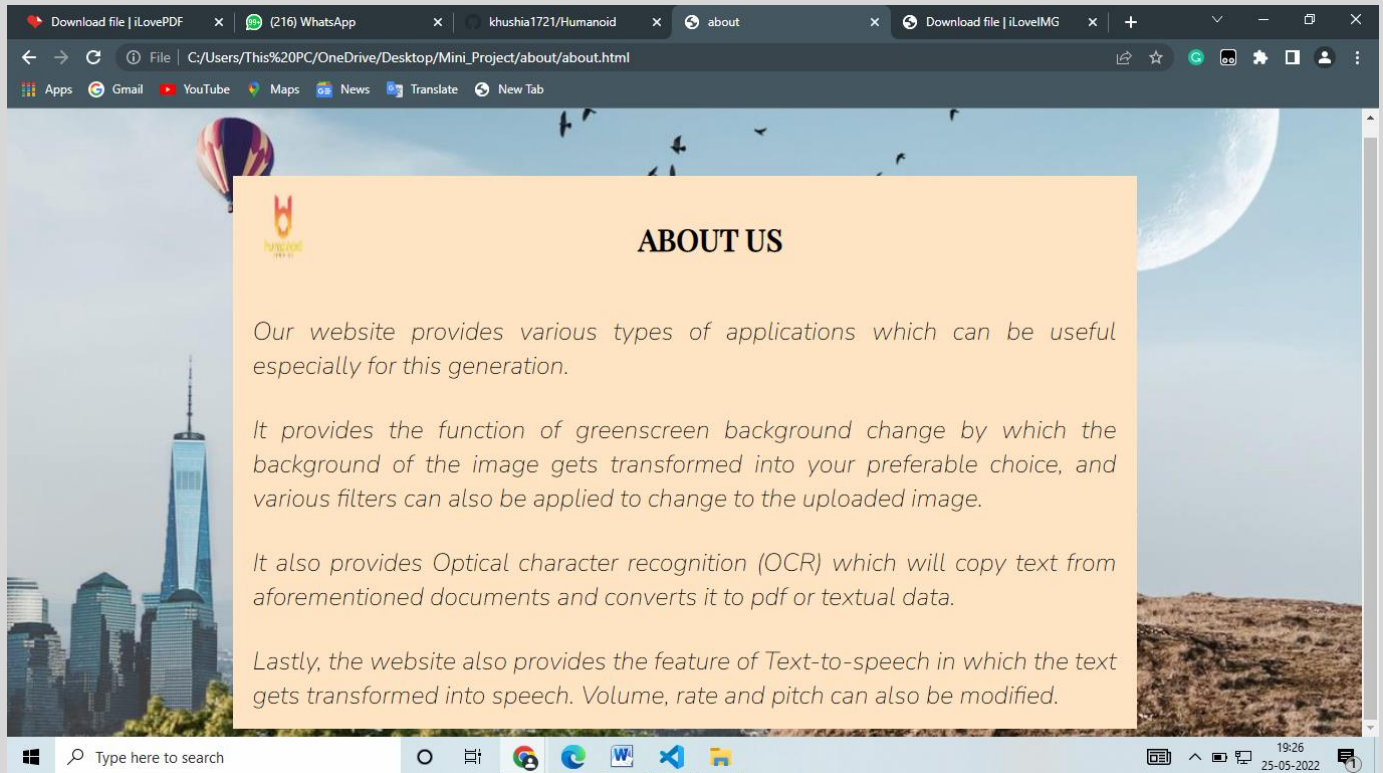 Download file | iLovePDF
(216) WhatsApp
khushia1721/Humanoid
about
Download file | iLoveIMG
File | C:/Users/This%20PC/OneDrive/Desktop/Mini_Project/about/about.html
Apps
Gmail
YouTube
Maps
News
Translate
New Tab
ABOUT US
Our website provides various types of applications which can be useful
especially for this generation.
It provides the function of greenscreen background change by which the
background of the image gets transformed into your preferable choice, and
various filters can also be applied to change to the uploaded image.
It also provides Optical character recognition (OCR) which will copy text from
aforementioned documents and converts it to pdf or textual data.
Lastly, the website also provides the feature of Text-to-speech in which the text
gets transformed into speech. Volume, rate and pitch can also be modified.
Type here to search
19:26
25-05-2022